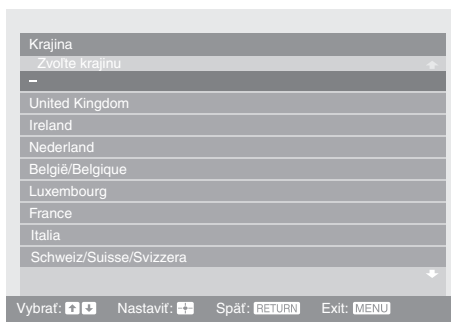 Krajina
Zvoľte krajinu
–
United Kingdom
Ireland
Nederland
België/Belgique
Luxembourg
France
Italia
Schweiz/Suisse/Svizzera
Vybrať: Nastaviť: Späť: RETURN Exit: MENU